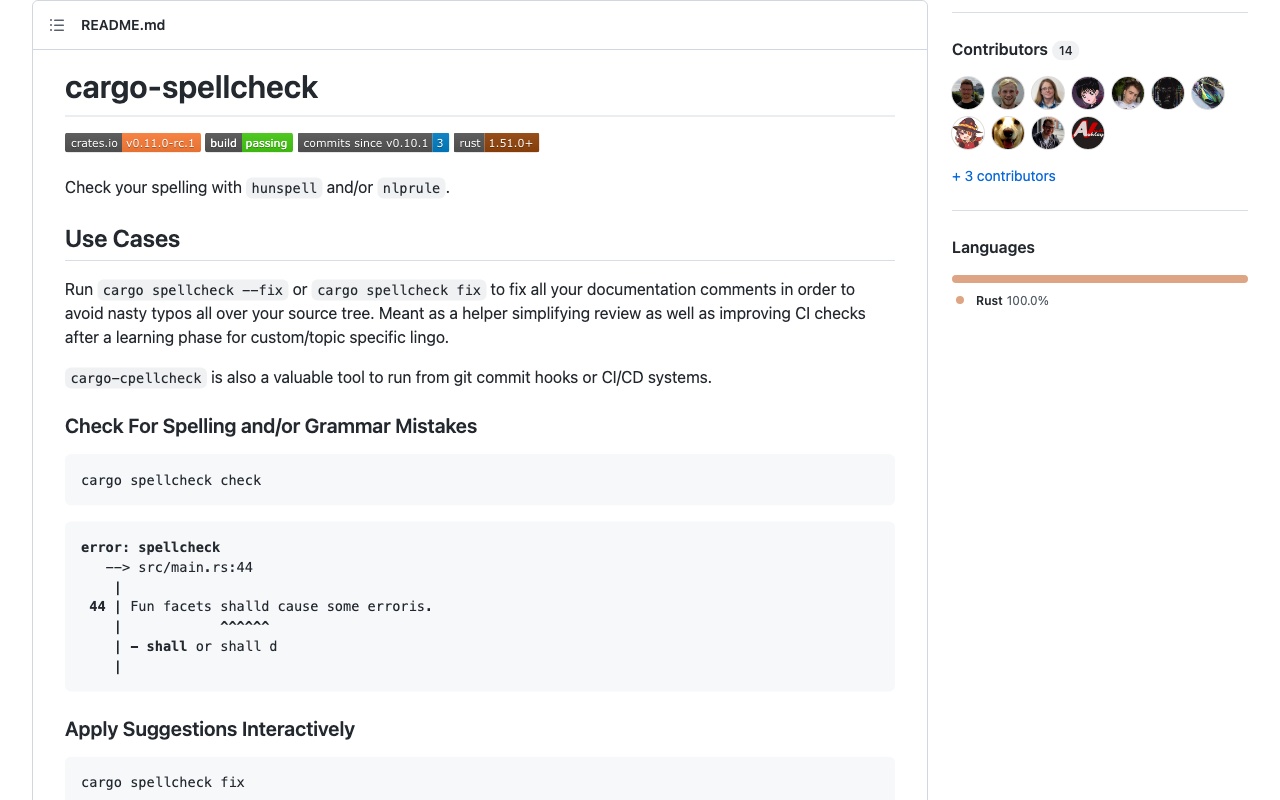 README.md
cargo-spellcheck
crates.io v0.11.0-rc.1 build passing commits since v0.10.1 3 rust 1.51.0+
Check your spelling with hunspell and/or nlprule.
Use Cases
Run cargo spellcheck --fix or cargo spellcheck fix to fix all your documentation comments in order to
avoid nasty typos all over your source tree. Meant as a helper simplifying review as well as improving CI checks
after a learning phase for custom/topic specific lingo.
cargo-cpellcheck is also a valuable tool to run from git commit hooks or CI/CD systems.
Check For Spelling and/or Grammar Mistakes
cargo spellcheck check
error: spellcheck
   --> src/main.rs:44
    |
 44 | Fun facets shalld cause some erroris.
    |            ^^^^^^
    | - shall or shall d
    |
Apply Suggestions Interactively
cargo spellcheck fix
Contributors 14
+ 3 contributors
Languages
Rust 100.0%